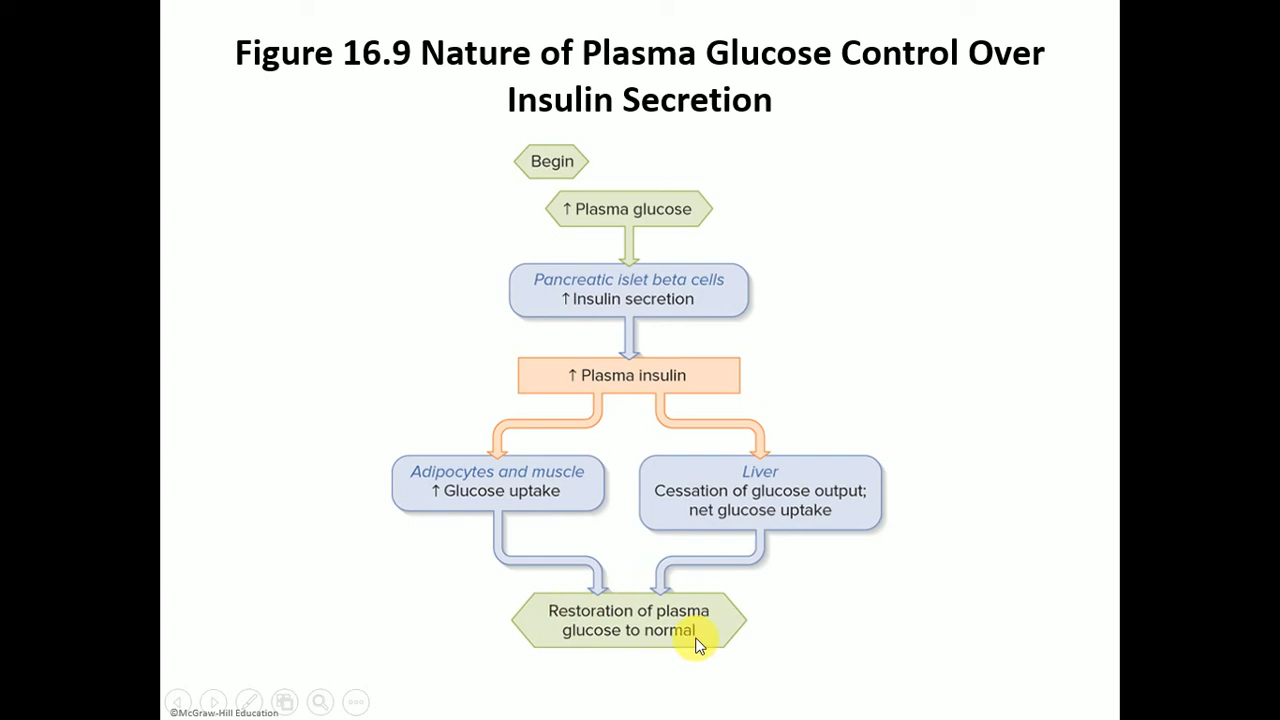 Figure 16.9 Nature of Plasma Glucose Control Over
Insulin Secretion
Begin
↑ Plasma glucose
Pancreatic islet beta cells
↑ Insulin secretion
↑ Plasma insulin
Adipocytes and muscle
↑ Glucose uptake
Liver
Cessation of glucose output;
net glucose uptake
Restoration of plasma
glucose to normal
©McGraw-Hill Education